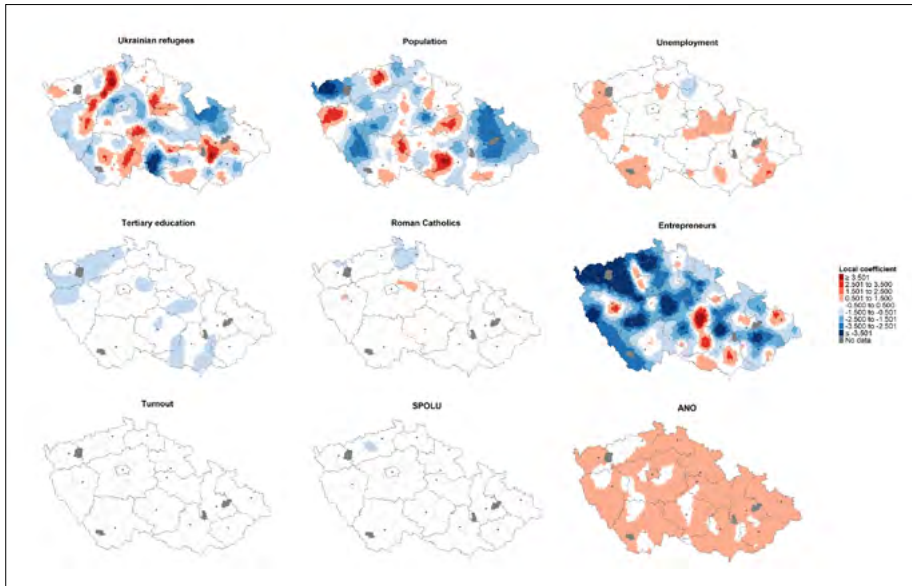 Ukrainian refugees
Population
Unemployment
Tertiary education
Roman Catholics
Entrepreneurs
Local coefficient
≥ 3.501
2.501 to 3.500
1.501 to 2.500
0.501 to 1.500
-0.500 to 0.500
-1.500 to -0.501
-2.500 to -1.501
-3.500 to -2.501
≤ -3.501
No data
Turnout
SPOLU
ANO